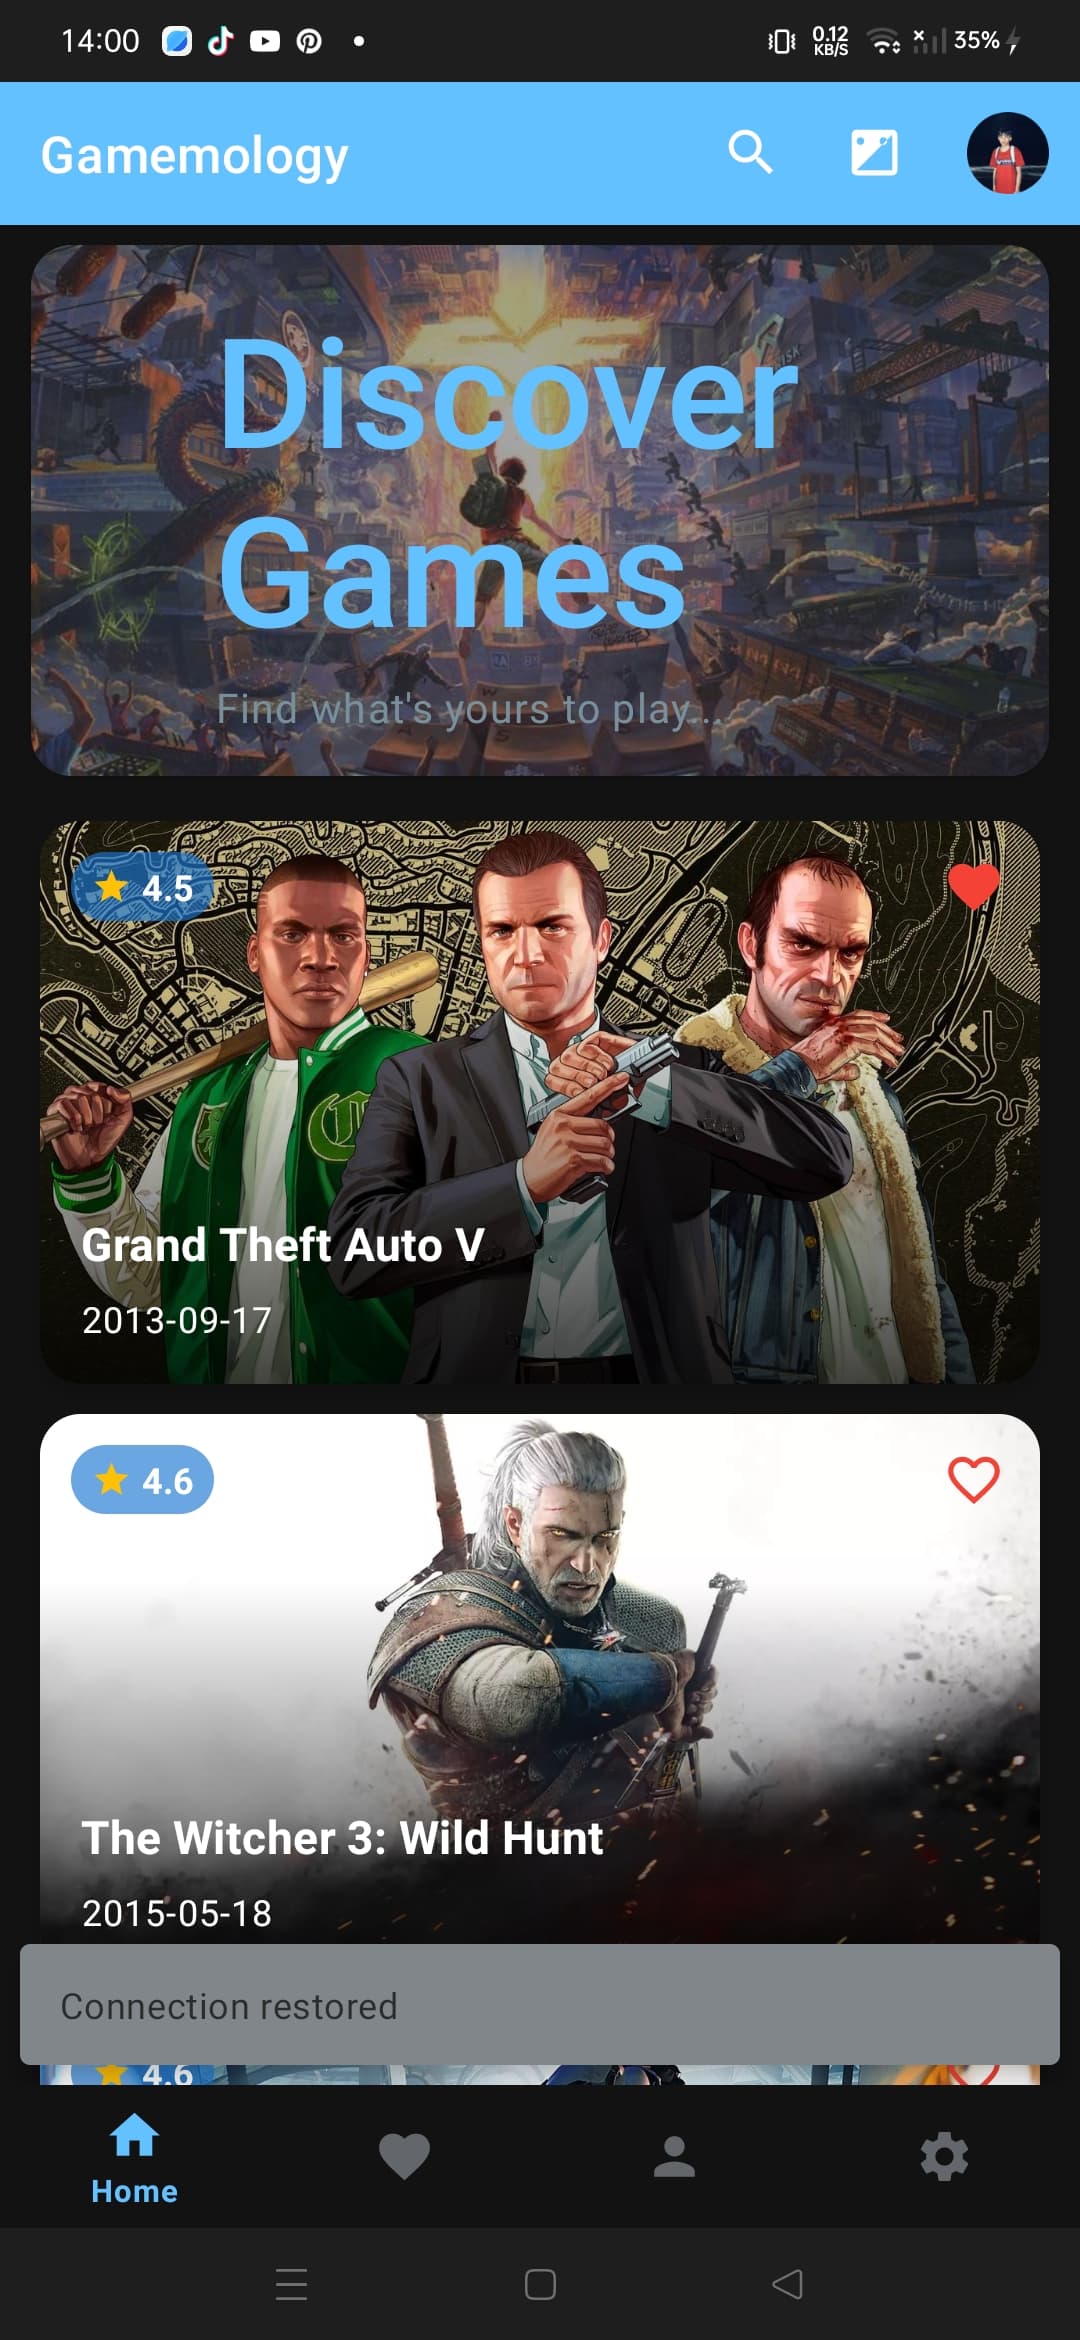 14:00
0.12
KB/S
35%
Gamemology
Discover
Games
Find what's yours to play...
4.5
Grand Theft Auto V
2013-09-17
4.6
The Witcher 3: Wild Hunt
2015-05-18
Connection restored
4.6
Home